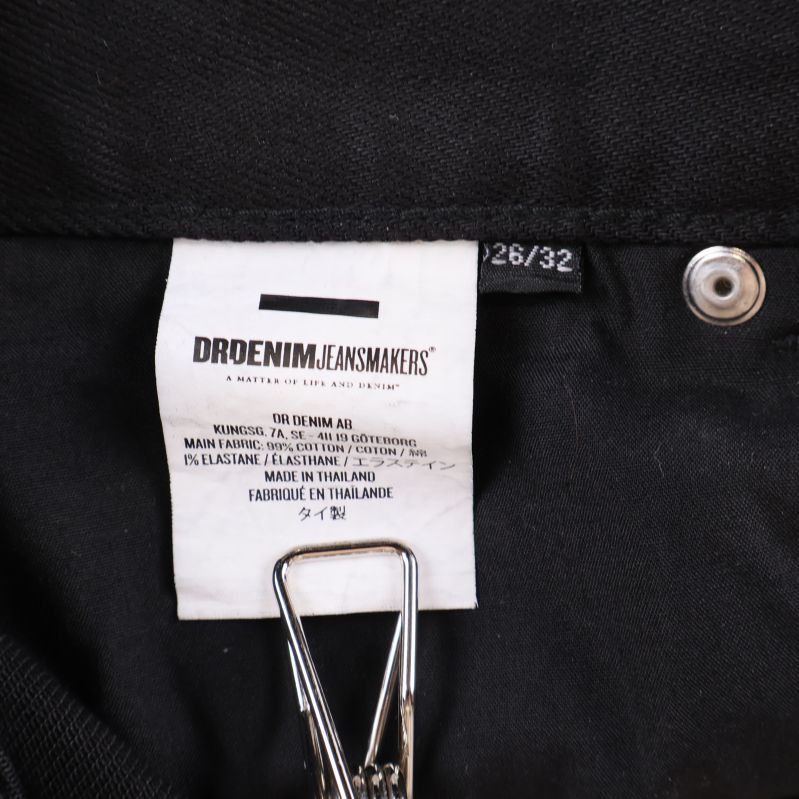 26/32
DRDENIMJEANSMAKERS®
A MATTER OF LIFE AND DENIM™
DR DENIM AB
KUNGSG. 7A, SE - 411 19 GÖTEBORG
MAIN FABRIC: 99% COTTON / COTON / 綿
1% ELASTANE / ÉLASTHANE / エラステイン
MADE IN THAILAND
FABRIQUÉ EN THAÏLANDE
タイ製